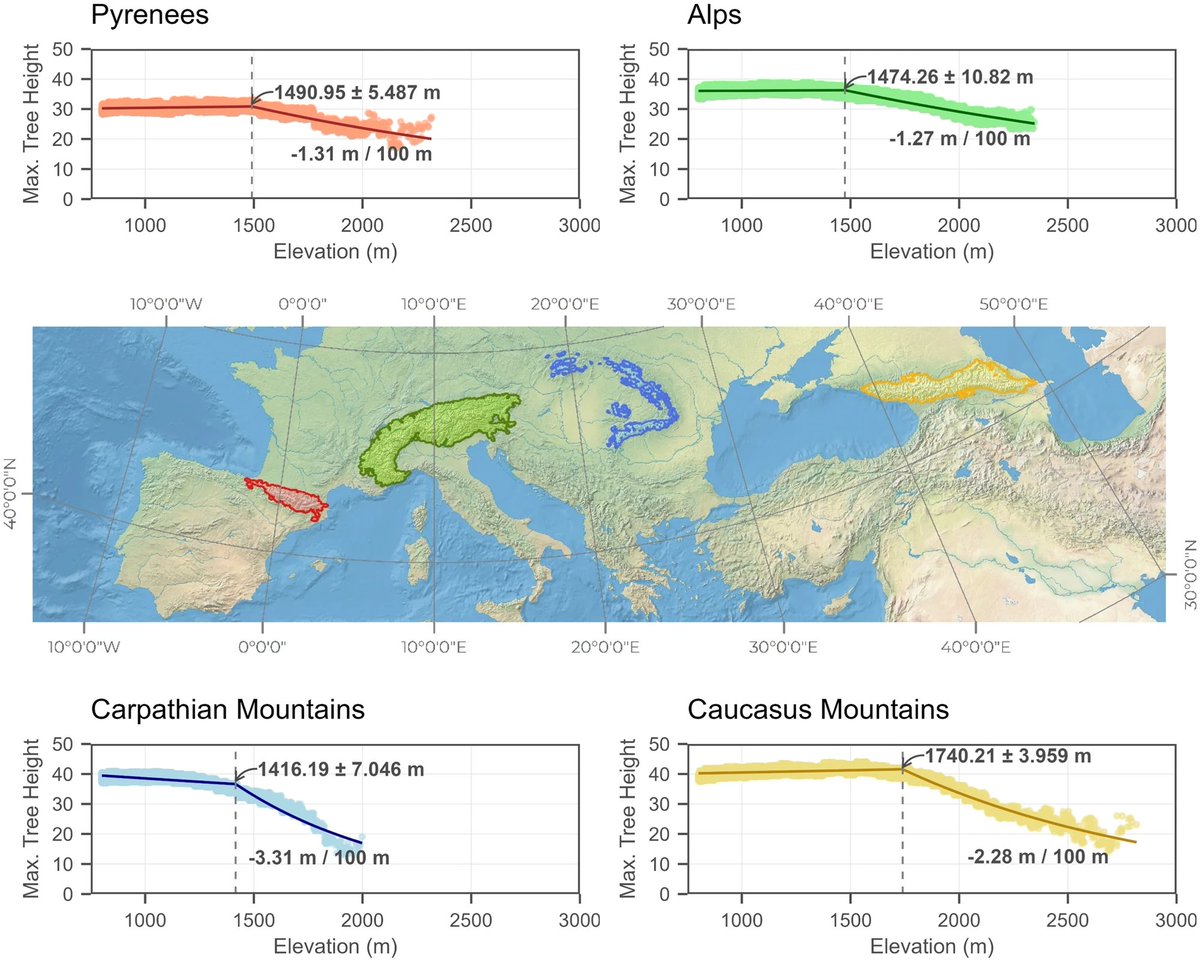 Pyrenees
Max. Tree Height
50
40
30
20
10
0
1490.95 ± 5.487 m
-1.31 m / 100 m
1000 1500 2000 2500 3000
Elevation (m)
Alps
Max. Tree Height
50
40
30
20
10
0
1474.26 ± 10.82 m
-1.27 m / 100 m
1000 1500 2000 2500 3000
Elevation (m)
10°0'0"W 0°0'0" 10°0'0"E 20°0'0"E 30°0'0"E 40°0'0"E 50°0'0"E
40°0'0"N
30°0'0"N
10°0'0"W 0°0'0" 10°0'0"E 20°0'0"E 30°0'0"E 40°0'0"E
Carpathian Mountains
Max. Tree Height
50
40
30
20
10
0
1416.19 ± 7.046 m
-3.31 m / 100 m
1000 1500 2000 2500 3000
Elevation (m)
Caucasus Mountains
Max. Tree Height
50
40
30
20
10
0
1740.21 ± 3.959 m
-2.28 m / 100 m
1000 1500 2000 2500 3000
Elevation (m)